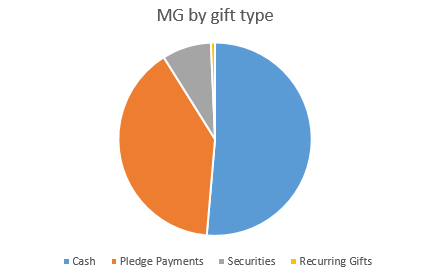 MG by gift type
Cash Pledge Payments Securities Recurring Gifts